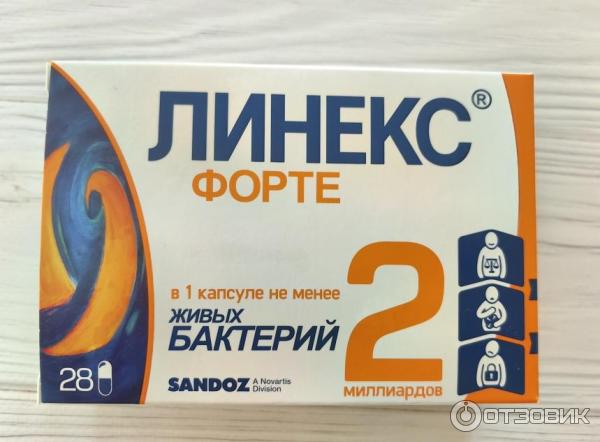 ЛИНЕКС®
ФОРТЕ
в 1 капсуле не менее
ЖИВЫХ
БАКТЕРИЙ
2
миллиардов
28
SANDOZ A Novartis
Division
ОТЗОВИК